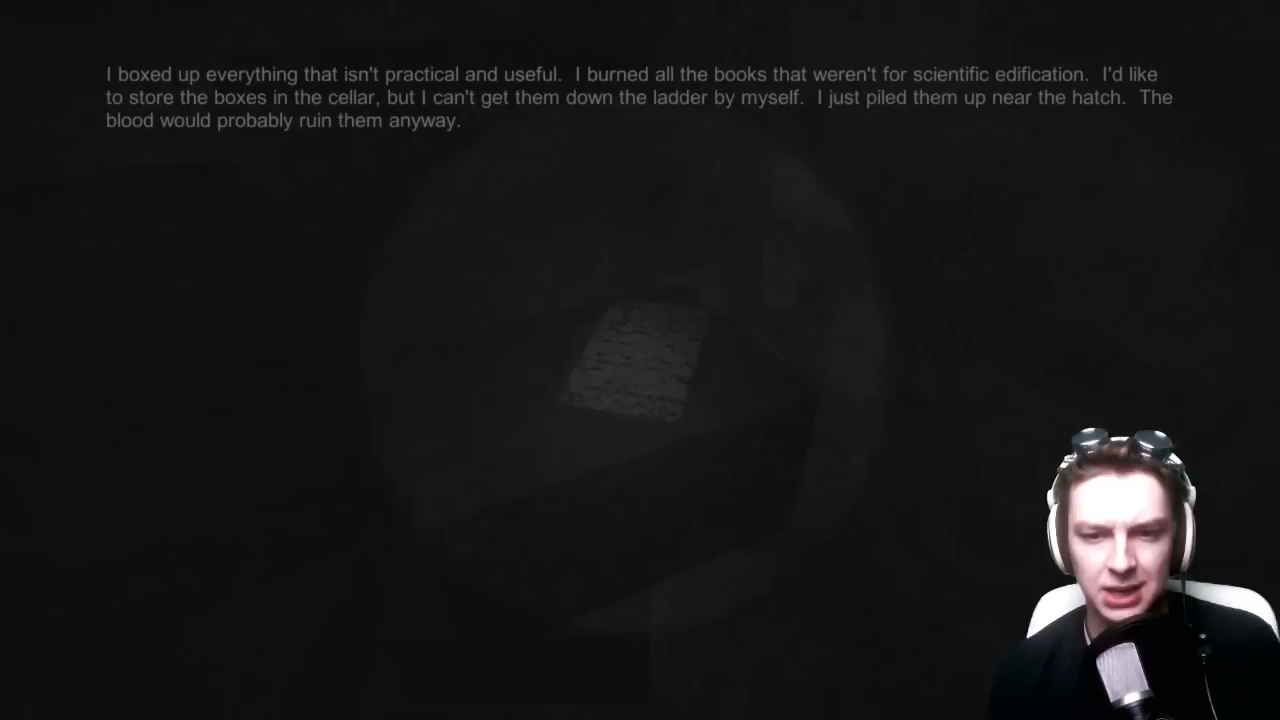 I boxed up everything that isn't practical and useful.  I burned all the books that weren't for scientific edification.  I'd like
to store the boxes in the cellar, but I can't get them down the ladder by myself.  I just piled them up near the hatch.  The
blood would probably ruin them anyway.